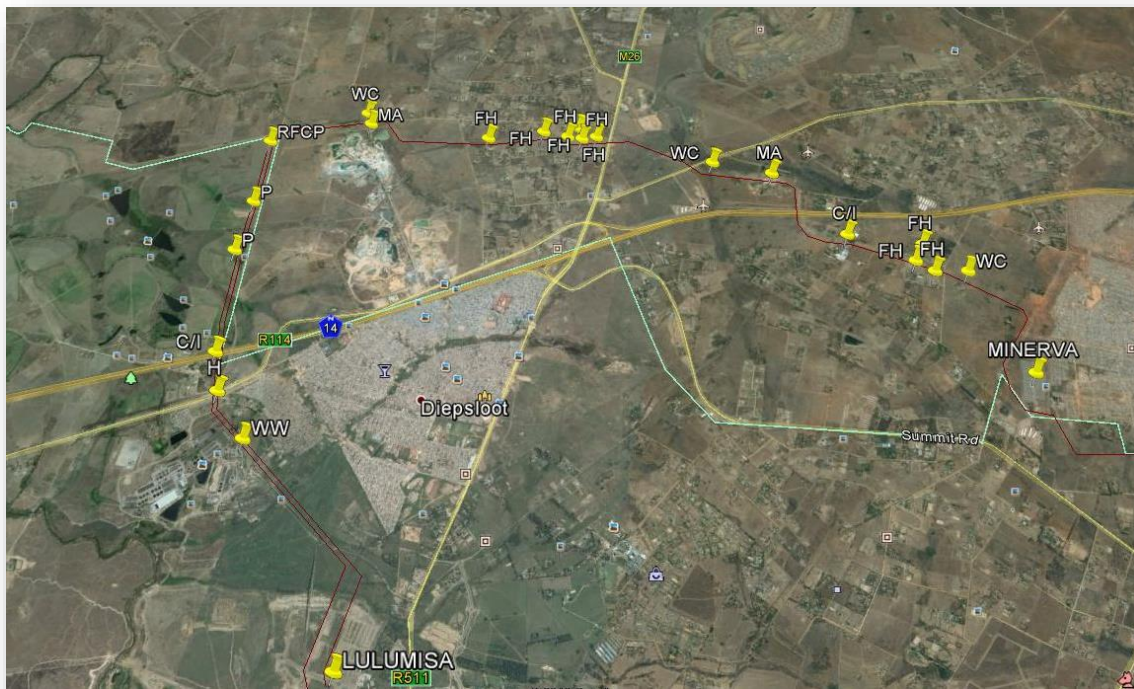 M26
WC
MA
RFCP
FH
FH
FH
FH
FH
FH
WC
MA
P
P
C/I
FH
FH
FH
WC
C/I
R114
14
H
MINERVA
Diepsloot
WW
Summit Rd
LULUMISA
R511